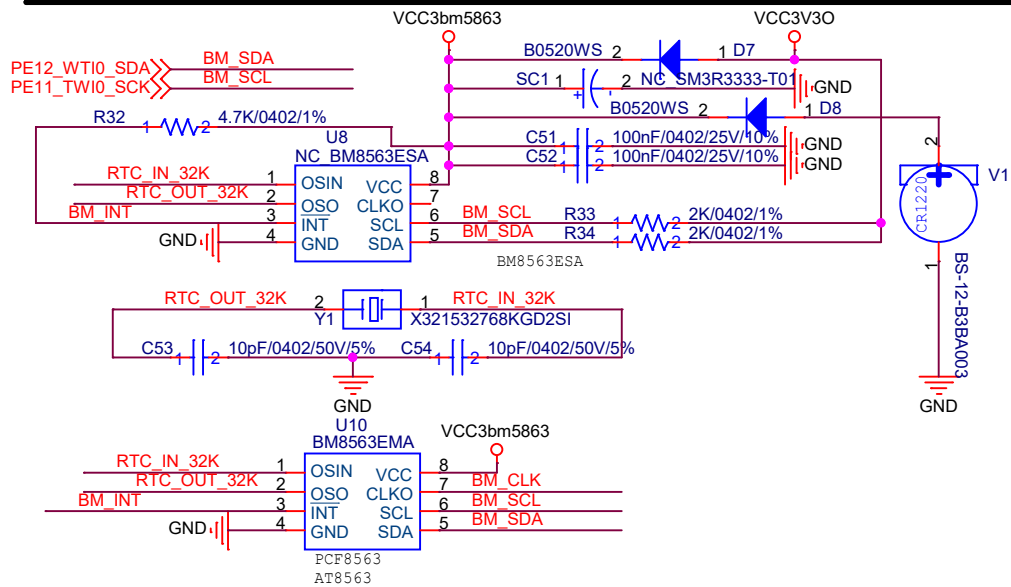 VCC3bm5863
VCC3V3O
B0520WS 2 1 D7
PE12_WTI0_SDA BM_SDA
PE11_TWI0_SCK BM_SCL
SC1 1 + - 2 NC_SM3R3333-T01 GND
B0520WS 2 1 D8
R32 1 2 4.7K/0402/1%
U8
NC_BM8563ESA
C51 1 2 100nF/0402/25V/10% GND
C52 1 2 100nF/0402/25V/10% GND
2
RTC_IN_32K 1 OSIN VCC 8
RTC_OUT_32K 2 OSO CLKO 7
BM_INT 3 INT SCL 6 BM_SCL R33 1 2 2K/0402/1%
GND 4 GND SDA 5 BM_SDA R34 1 2 2K/0402/1%
BM8563ESA
+ V1
CR1220
1
BS-12-B3BA003
GND
RTC_OUT_32K 2 1 RTC_IN_32K
Y1 X321532768KGD2SI
C53 1 2 10pF/0402/50V/5% C54 1 2 10pF/0402/50V/5%
GND
U10
BM8563EMA
VCC3bm5863
RTC_IN_32K 1 OSIN VCC 8
RTC_OUT_32K 2 OSO CLKO 7 BM_CLK
BM_INT 3 INT SCL 6 BM_SCL
GND 4 GND SDA 5 BM_SDA
PCF8563
AT8563